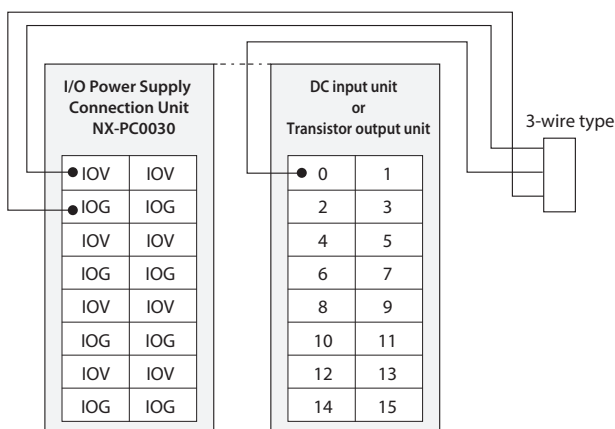 I/O Power Supply
Connection Unit
NX-PC0030
DC input unit
or
Transistor output unit
3-wire type
IOV IOV
IOG IOG
IOV IOV
IOG IOG
IOV IOV
IOG IOG
IOV IOV
IOG IOG
0 1
2 3
4 5
6 7
8 9
10 11
12 13
14 15